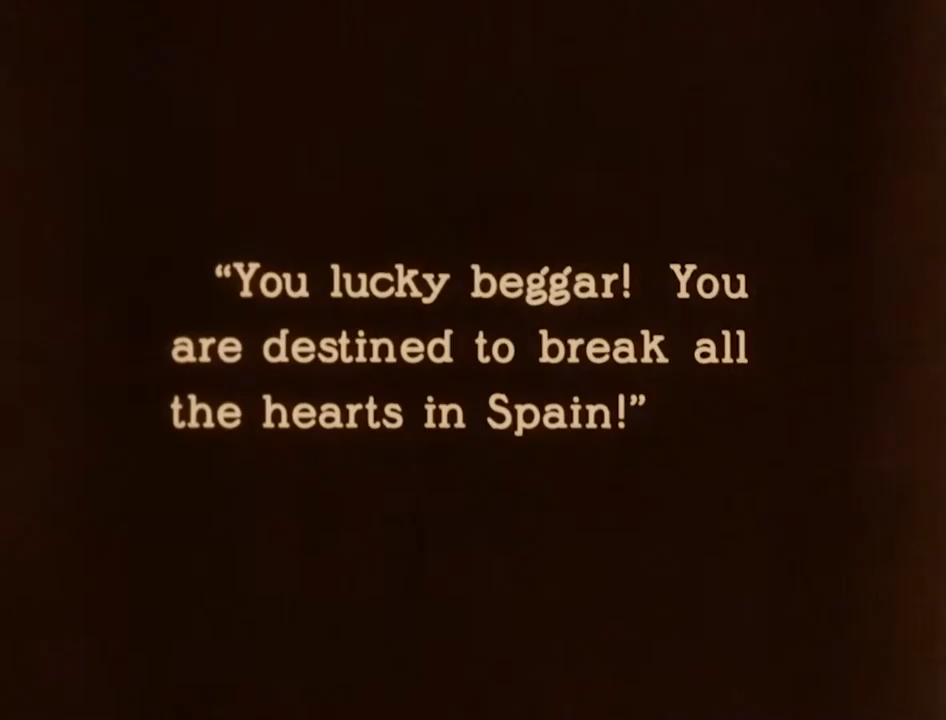 “You lucky beggar! You
are destined to break all
the hearts in Spain!”